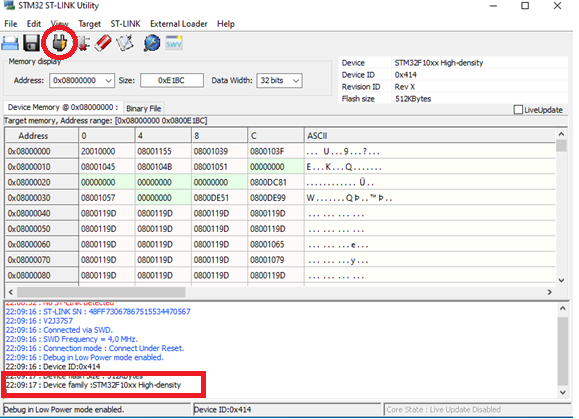 STM32 ST-LINK Utility
File Edit View Target ST-LINK External Loader Help
SWV
Memory display
Address: 0x08000000 Size: 0xE1BC Data Width: 32 bits
Device STM32F10xx High-density
Device ID 0x414
Revision ID Rev X
Flash size 512KBytes
LiveUpdate
Device Memory @ 0x08000000 : Binary File
Target memory, Address range: [0x08000000 0x0800E1BC]
Address 0 4 8 C ASCII
0x08000000 20010000 08001155 08001039 0800103F ... U...9...?...
0x08000010 08001045 0800104B 08001051 00000000 E...K...Q.......
0x08000020 00000000 00000000 00000000 0800DC81 ............Ü..
0x08000030 08001057 00000000 0800DE51 0800DE99 W.......QÞ..™Þ..
0x08000040 0800119D 0800119D 0800119D 0800119D ................
0x08000050 0800119D 0800119D 0800119D 0800119D ................
0x08000060 0800119D 0800119D 0800119D 08001065 ............e...
0x08000070 0800119D 0800119D 0800119D 08001079 ............y...
0x08000080 0800119D 0800119D 0800119D 0800119D ................
22:08:52 : No ST-LINK detected
22:09:16 : ST-LINK SN : 48FF73067867515534470567
22:09:16 : V2J37S7
22:09:16 : Connected via SWD.
22:09:16 : SWD Frequency = 4,0 MHz.
22:09:16 : Connection mode : Connect Under Reset.
22:09:16 : Debug in Low Power mode enabled.
22:09:16 : Device ID:0x414
22:09:17 : Device flash Size : 512KBytes
22:09:17 : Device family :STM32F10xx High-density
Debug in Low Power mode enabled. Device ID:0x414 Core State : Live Update Disabled